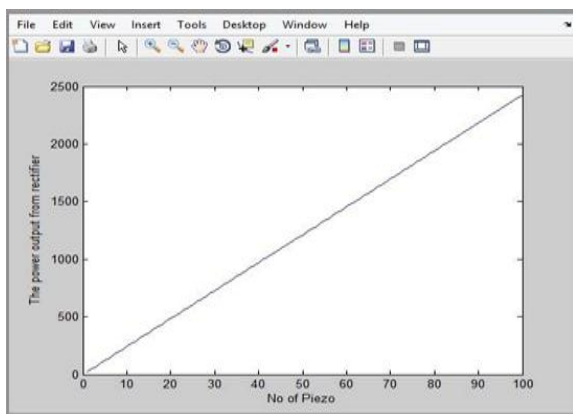 File Edit View Insert Tools Desktop Window Help
2500
2000
1500
1000
500
0
The power output from rectifier
0 10 20 30 40 50 60 70 80 90 100
No of Piezo